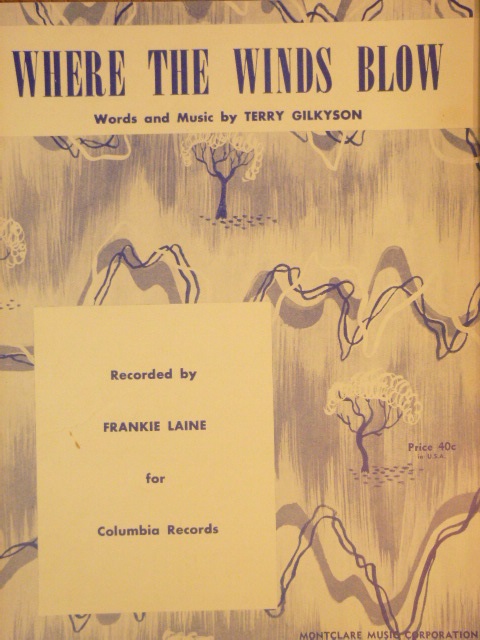 WHERE THE WINDS BLOW
Words and Music by TERRY GILKYSON
Recorded by
FRANKIE LAINE
for
Columbia Records
Price 40c
in U.S.A.
MONTCLARE MUSIC CORPORATION